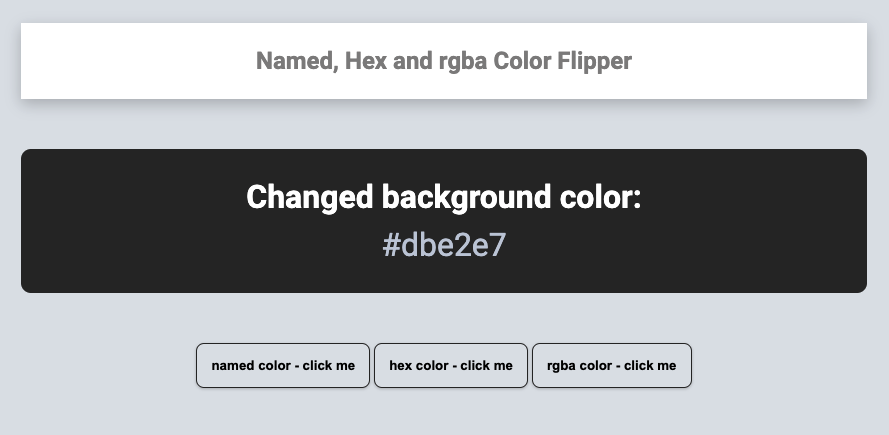 Named, Hex and rgba Color Flipper
Changed background color:
#dbe2e7
named color - click me
hex color - click me
rgba color - click me